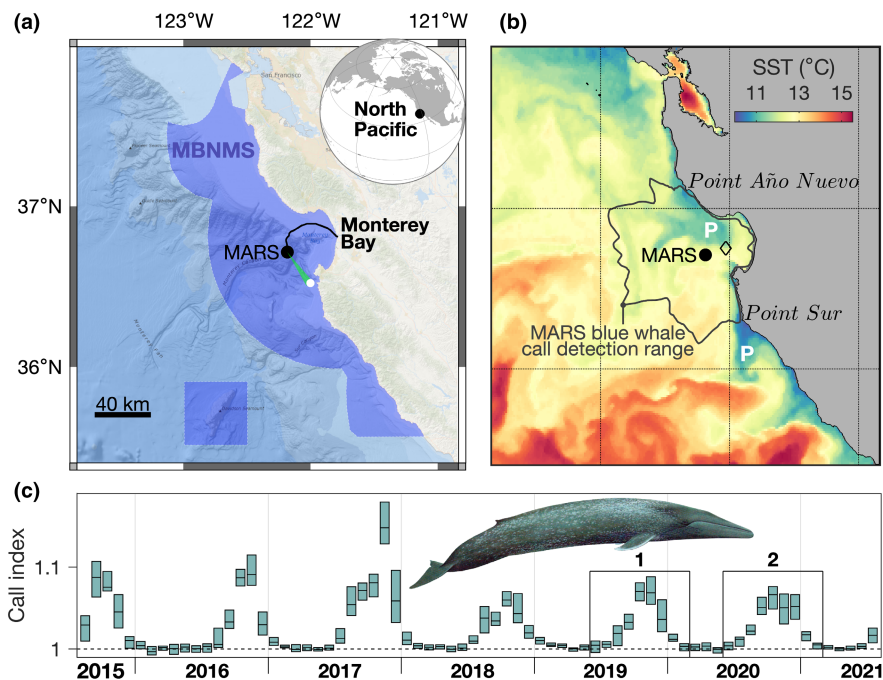 (a)
123°W
122°W
121°W
San Francisco
North
Pacific
MBNMS
37°N
Monterey
Bay
MARS
36°N
40 km
(b)
SST (°C)
11
13
15
Point Año Nuevo
P
MARS
Point Sur
MARS blue whale
call detection range
P
(c)
Call index
1.1
1
1
2
2015
2016
2017
2018
2019
2020
2021